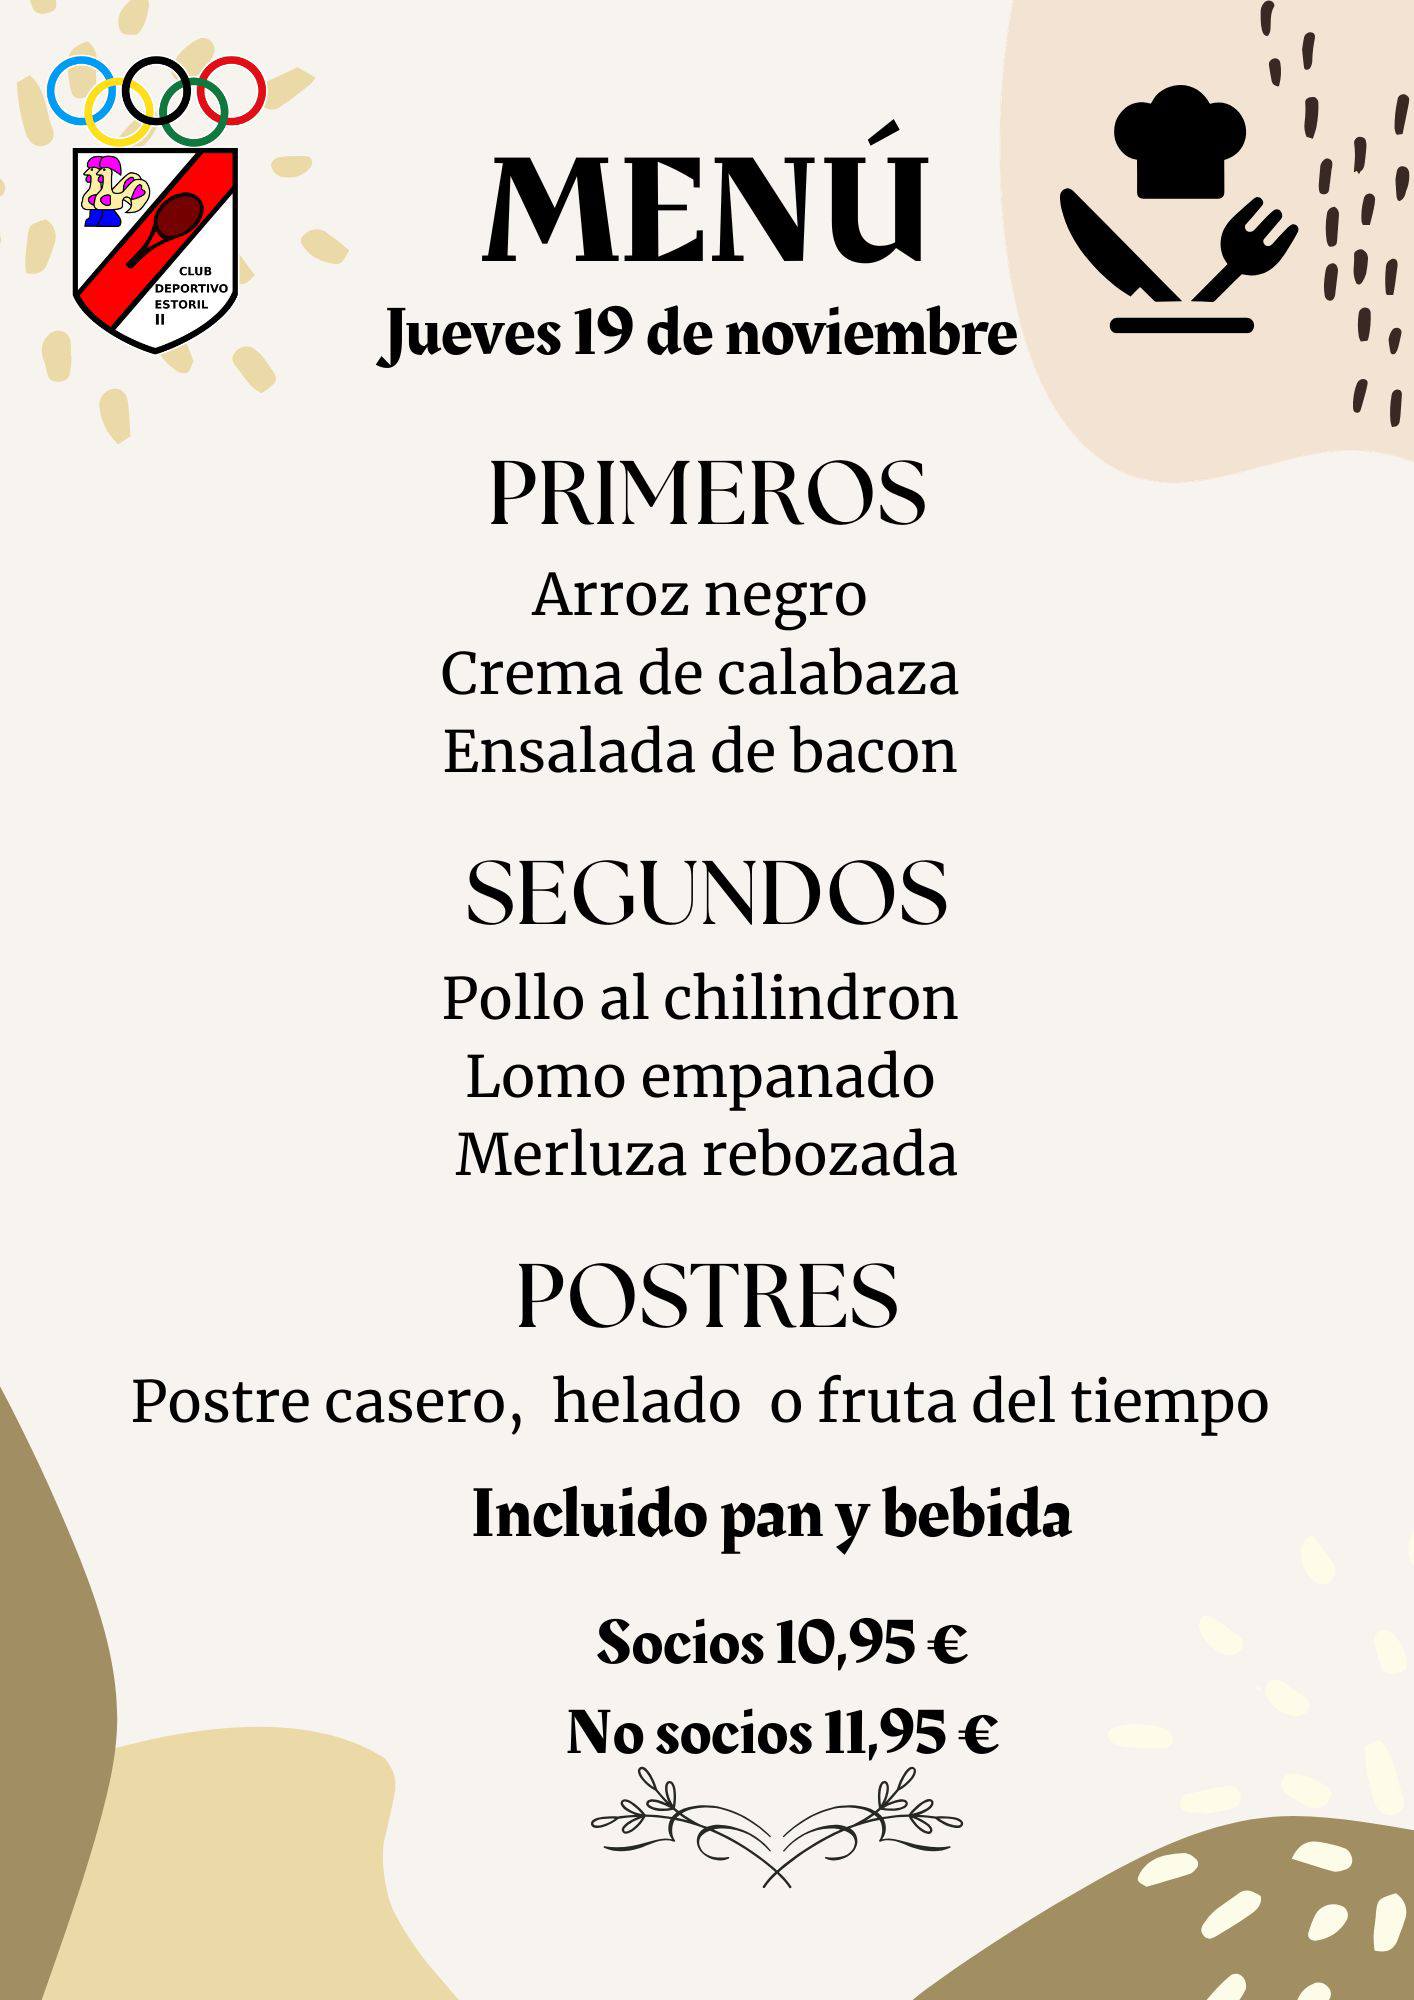 CLUB
DEPORTIVO
ESTORIL
II
MENÚ
Jueves 19 de noviembre
PRIMEROS
Arroz negro
Crema de calabaza
Ensalada de bacon
SEGUNDOS
Pollo al chilindron
Lomo empanado
Merluza rebozada
POSTRES
Postre casero, helado o fruta del tiempo
Incluido pan y bebida
Socios 10,95 €
No socios 11,95 €